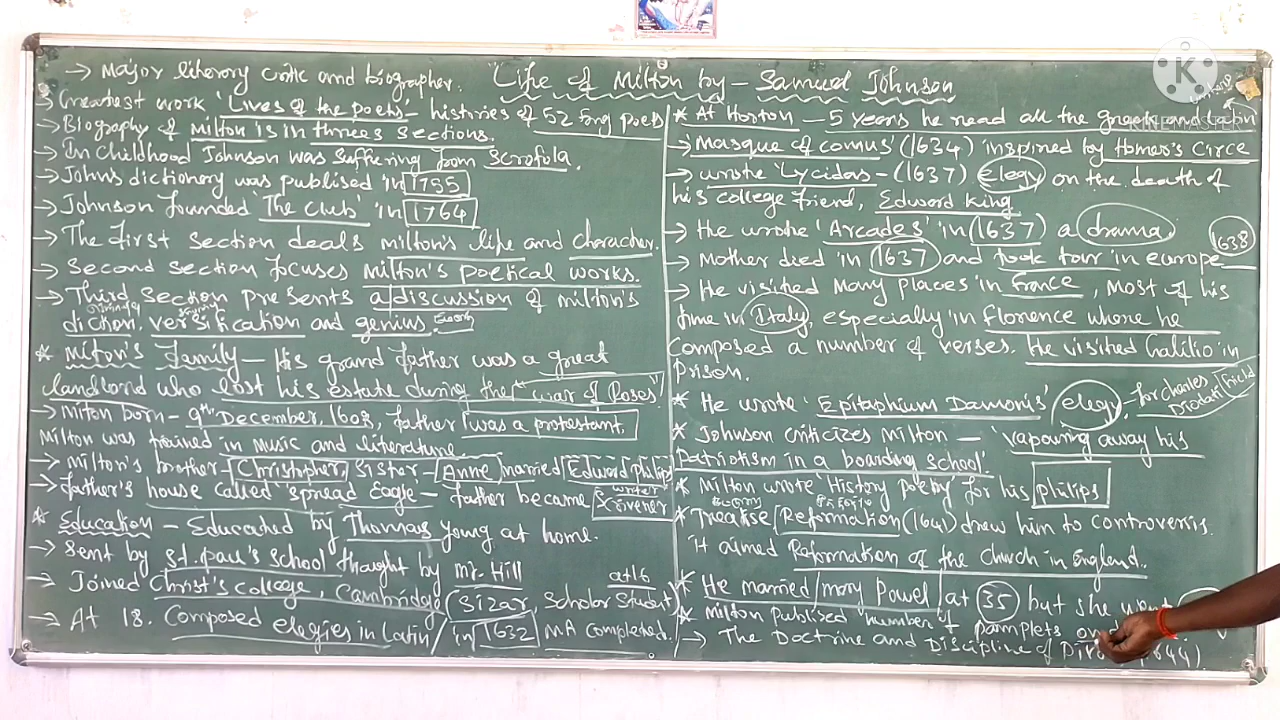 → Major literory critic and biographer.
"Life of Milton by – Samual Johnson
→ Greatest work 'Lives of the poets' – histories of 52 Eng poets
→ Biography of Milton is in threes sections.
→ In childhood Johnson was suffering from scrofola.
→ Johns dictionery was publised in 1755
→ Johnson founded 'The Club' in 1764
→ The first section deals milton's life and characher.
→ Second section focuses milton's poetical works.
→ Third section presents a discussion of milton's
diction, versification and genius.
* Milton's Family – His grand father was a great
landlord who lost his estate during the "war of Roses"
→ Milton born – 9th December, 1608, father was a protestant,
Milton was trained in music and literature.
→ Milton's brother – Christopher, sister – Anne married Edward Philips
→ father's house called 'spread Eagle – father became writer
Scrivener
* Education – Educated by Thomas young at home.
→ Sent by St. paul's School thought by mr. Hill
→ Joined Christ's college, Cambridge (Sizar, Scholar Student) at 16
→ At 18. Composed elegies in Latin / in 1632 MA completed.
* At Horton – 5 years he read all the greek and Latin
→ 'Masque of comus' (1634) inspired by Homer's Circe
→ wrote 'Lycidas – (1637) elegy on the death of
his college friend, Edward King
→ He wrote 'Arcades' in (1637) a drama.
→ Mother died in 1637 and took tour in europe 1638
→ He visited Many places in France, most of his
time in Italy, especially in Florence where he
composed a number of verses. He visited Galilio in
prison.
* He wrote 'Epitaphium Damonis' elegy – for charles
Diodati
* Johnson criticizes Milton – 'vapouring away his
Patriotism in a boarding school'.
* Milton wrote 'History poetry' for his philips
* Treatise Reformation (1641) drew him to controversis.
it aimed Reformation of the Church in England.
* He married mary Powel at 35 but she went
* Milton Publised number of pamplets and
→ The Doctrine and Discipline of 1644)
K
KINEMASTER